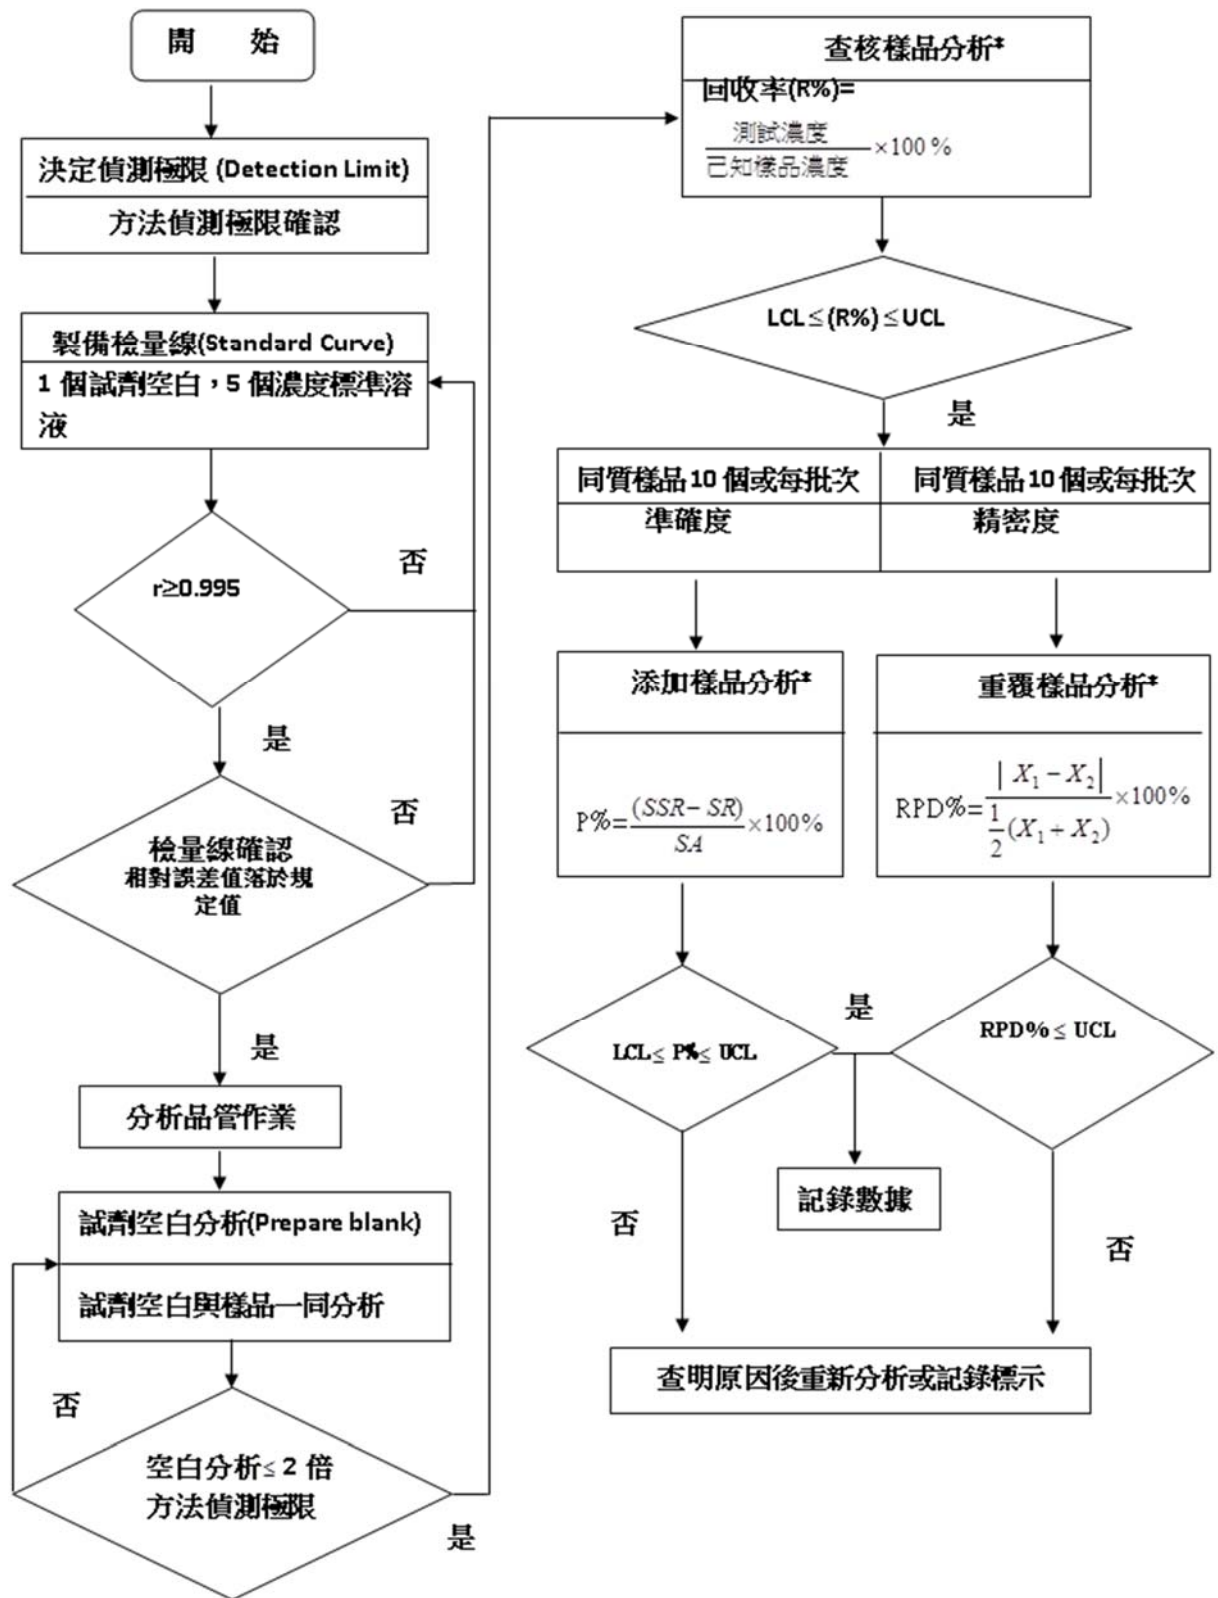 開 始
決定偵測極限 (Detection Limit)
方法偵測極限確認
製備檢量線(Standard Curve)
1 個試劑空白，5 個濃度標準溶
液
r≥0.995
否
是
檢量線確認
相對誤差值落於規
定值
否
是
分析品管作業
試劑空白分析(Prepare blank)
試劑空白與樣品一同分析
否
空白分析≤ 2 倍
方法偵測極限
是
查核樣品分析*
回收率(R%)=
測試濃度
己知樣品濃度 ×100 %
LCL ≤ (R%) ≤ UCL
是
同質樣品 10 個或每批次
準確度
同質樣品 10 個或每批次
精密度
添加樣品分析*
P%=(SSR−SR)/SA ×100%
重覆樣品分析*
RPD%=| X₁ − X₂|/½(X₁ + X₂) ×100%
LCL ≤ P% ≤ UCL
是
RPD% ≤ UCL
記錄數據
否
否
查明原因後重新分析或記錄標示